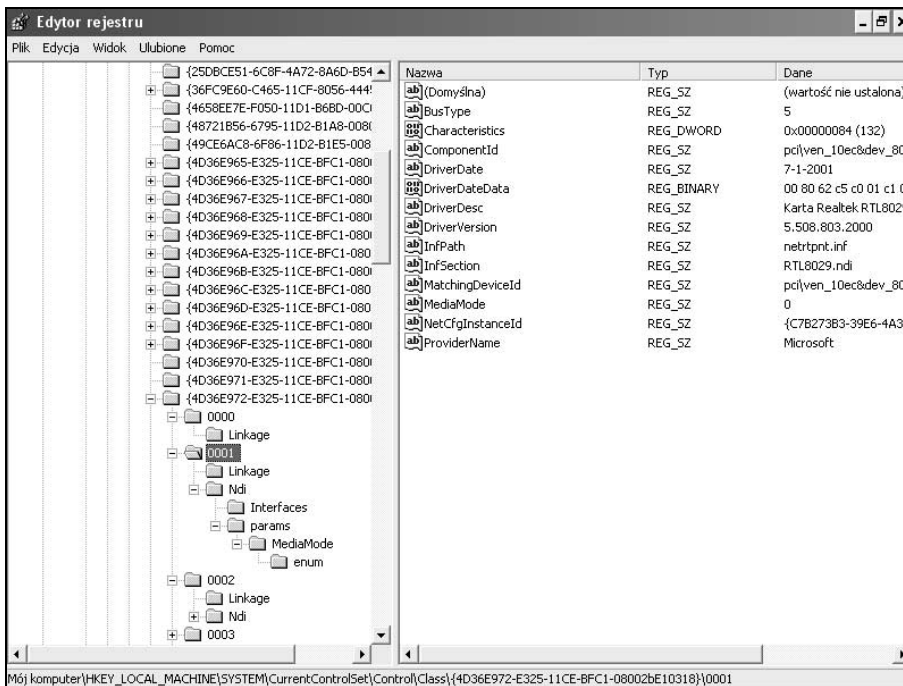 Edytor rejestru
Plik Edycja Widok Ulubione Pomoc
{25DBCE51-6C8F-4A72-8A6D-B54
{36FC9E60-C465-11CF-8056-444
{4658EE7E-F050-11D1-B6BD-00C
{48721B56-6795-11D2-B1A8-008
{49CE6AC8-6F86-11D2-B1E5-008
{4D36E965-E325-11CE-BFC1-080
{4D36E966-E325-11CE-BFC1-080
{4D36E967-E325-11CE-BFC1-080
{4D36E968-E325-11CE-BFC1-080
{4D36E969-E325-11CE-BFC1-080
{4D36E96A-E325-11CE-BFC1-080
{4D36E96B-E325-11CE-BFC1-080
{4D36E96C-E325-11CE-BFC1-080
{4D36E96D-E325-11CE-BFC1-080
{4D36E96E-E325-11CE-BFC1-080
{4D36E96F-E325-11CE-BFC1-080
{4D36E970-E325-11CE-BFC1-080
{4D36E971-E325-11CE-BFC1-080
{4D36E972-E325-11CE-BFC1-080
0000
Linkage
0001
Linkage
Ndi
Interfaces
params
MediaMode
enum
0002
Linkage
Ndi
0003
Nazwa Typ Dane
(Domyślna) (wartość nie ustalona) REG_SZ
BusType REG_SZ 5
Characteristics REG_DWORD 0x00000084 (132)
ComponentId REG_SZ pci\ven_10ec&dev_80
DriverDate REG_SZ 7-1-2001
DriverDateData REG_BINARY 00 80 62 c5 c0 01 c1 0
DriverDesc REG_SZ Karta Realtek RTL802
DriverVersion REG_SZ 5.508.803.2000
InfPath REG_SZ netrtpnt.inf
InfSection REG_SZ RTL8029.ndi
MatchingDeviceId REG_SZ pci\ven_10ec&dev_80
MediaMode REG_SZ 0
NetCfgInstanceId REG_SZ {C7B273B3-39E6-4A3
ProviderName REG_SZ Microsoft
Mój komputer\HKEY_LOCAL_MACHINE\SYSTEM\CurrentControlSet\Control\Class\{4D36E972-E325-11CE-BFC1-08002bE10318}\0001